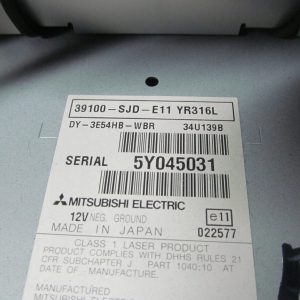 39100-SJD-E11 YR316L
DY-3E54HB-WBR 34U139B
SERIAL 5Y045031
MITSUBISHI ELECTRIC
12V NEG. GROUND e11
MADE IN JAPAN 022577
CLASS 1 LASER PRODUCT
PRODUCT COMPLIES WITH DHHS RULES 21
CFR SUBCHAPTER J PART 1040:10 AT
DATE OF MANUFACTURE.
MANUFACTURED
MITSUBISHI ELECTRIC